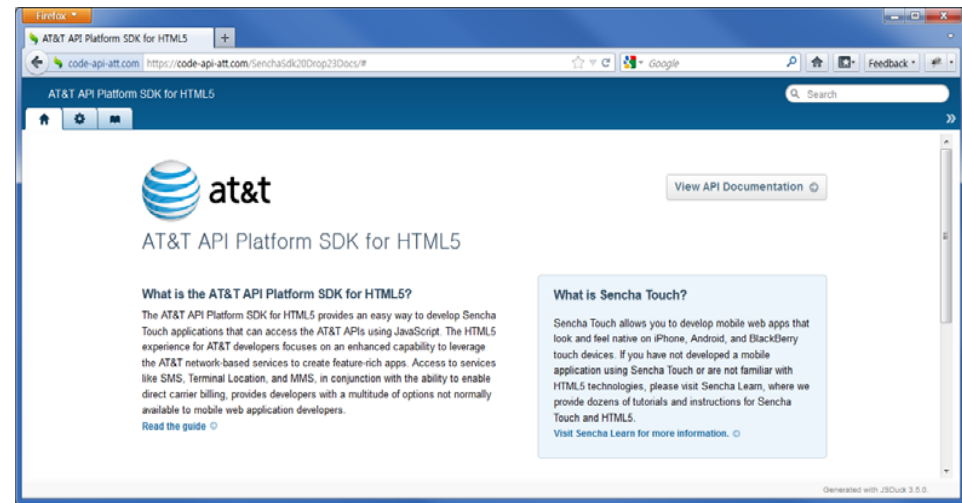 Firefox
AT&T API Platform SDK for HTML5
code-api-att.com https://code-api-att.com/SenchaSdk20Drop23Docs/#
Google
Feedback
AT&T API Platform SDK for HTML5
Search
at&t
View API Documentation
AT&T API Platform SDK for HTML5
What is the AT&T API Platform SDK for HTML5?
The AT&T API Platform SDK for HTML5 provides an easy way to develop Sencha
Touch applications that can access the AT&T APIs using JavaScript. The HTML5
experience for AT&T developers focuses on an enhanced capability to leverage
the AT&T network-based services to create feature-rich apps. Access to services
like SMS, Terminal Location, and MMS, in conjunction with the ability to enable
direct carrier billing, provides developers with a multitude of options not normally
available to mobile web application developers.
Read the guide
What is Sencha Touch?
Sencha Touch allows you to develop mobile web apps that
look and feel native on iPhone, Android, and BlackBerry
touch devices. If you have not developed a mobile
application using Sencha Touch or are not familiar with
HTML5 technologies, please visit Sencha Learn, where we
provide dozens of tutorials and instructions for Sencha
Touch and HTML5.
Visit Sencha Learn for more information.
Generated with JSDuck 3.5.0.